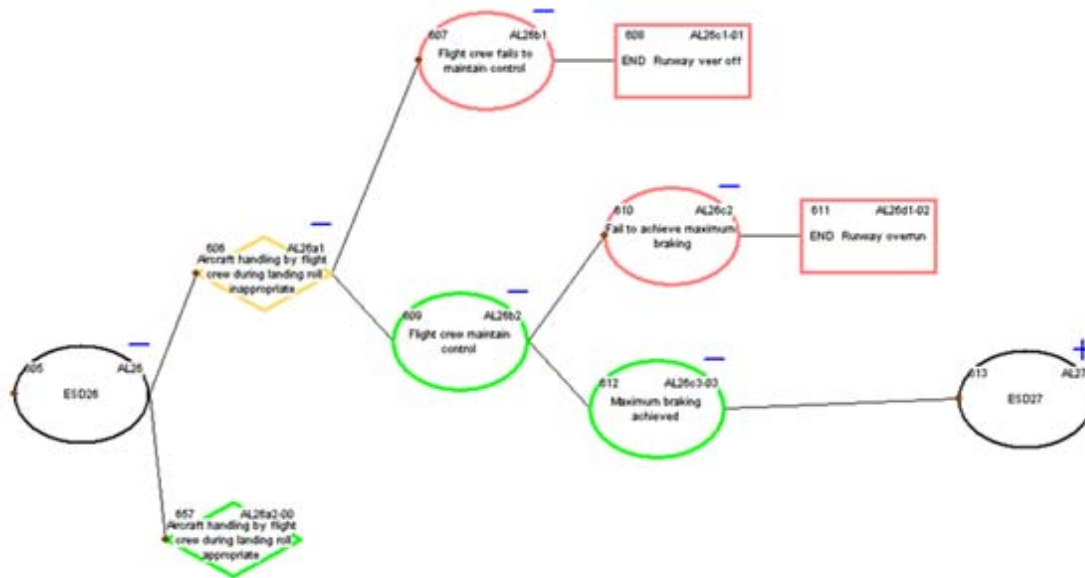 607 AL26b1
Flight crew fails to
maintain control
608 AL26c1-01
END Runway veer off
610 AL26c2
Fail to achieve maximum
braking
611 AL26d1-02
END Runway overrun
606 AL26a1
Aircraft handling by flight
crew during landing roll
inappropriate
609 AL26b2
Flight crew maintain
control
605 AL26
ESD26
612 AL26c3-03
Maximum braking
achieved
613 AL27
ESD27
657 AL26a2-00
Aircraft handling by flight
crew during landing roll
appropriate